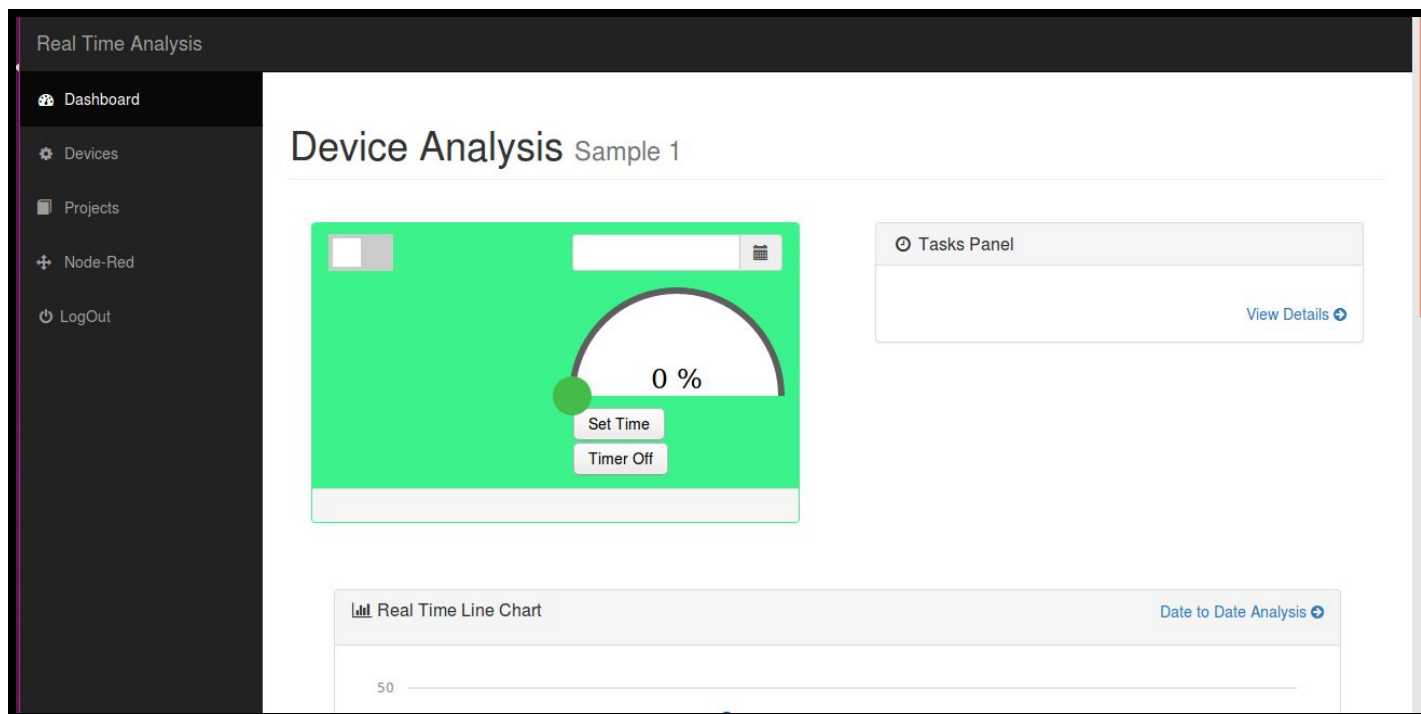 Real Time Analysis
Dashboard
Devices
Projects
Node-Red
LogOut
Device Analysis Sample 1
0 %
Set Time
Timer Off
Tasks Panel
View Details
Real Time Line Chart
Date to Date Analysis
50